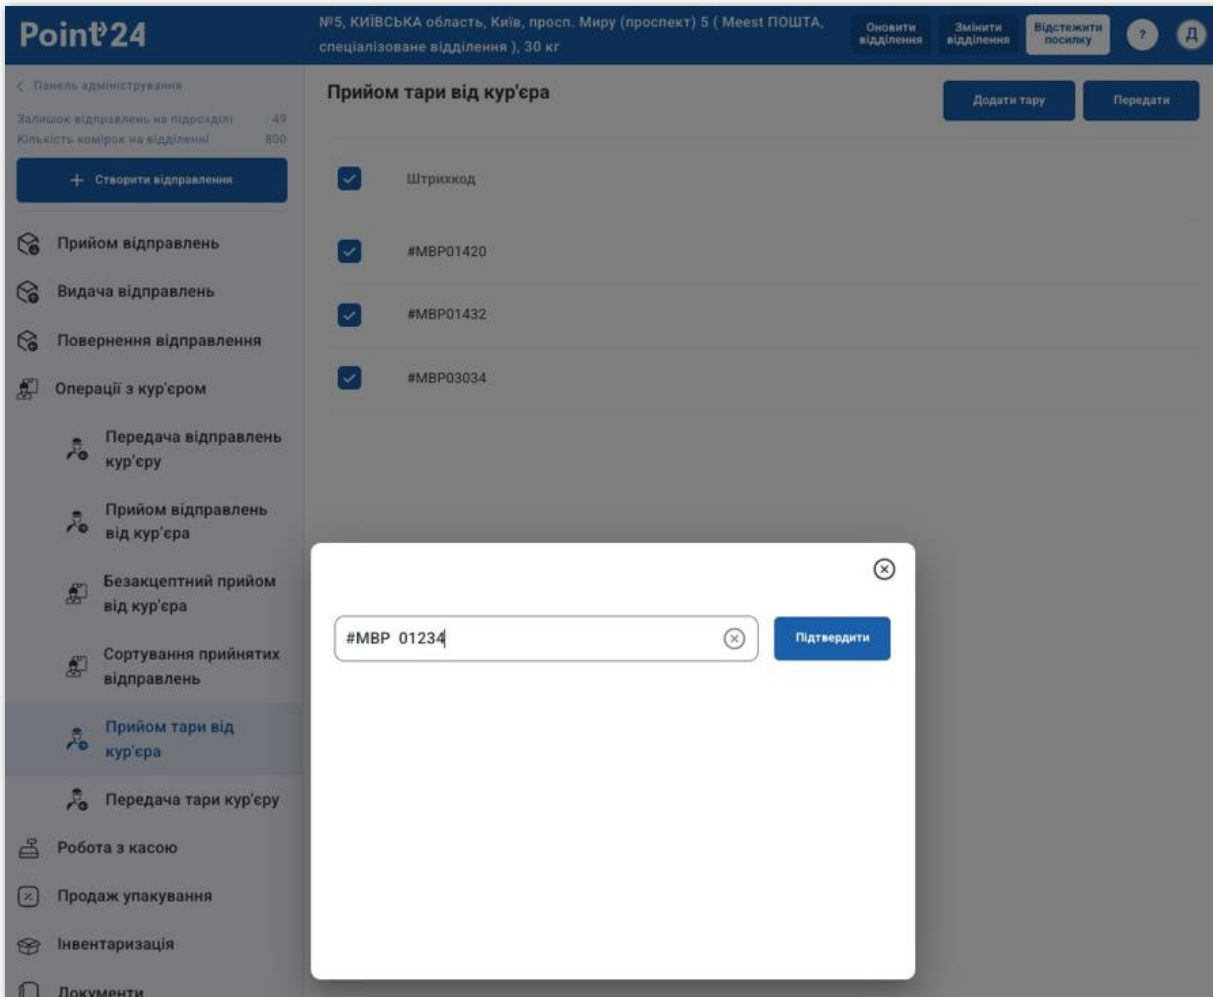 Point24
№5, КИЇВСЬКА область, Київ, просп. Миру (проспект) 5 ( Meest ПОШТА,
спеціалізоване відділення ), 30 кг
Оновити
відділення
Змінити
відділення
Відстежити
посилку
?
Д
Панель адміністрування
Залишок відправлень на підрозділі 49
Кількість комірок на відділенні 800
+ Створити відправлення
Прийом відправлень
Видача відправлень
Повернення відправлення
Операції з кур'єром
Передача відправлень
кур'єру
Прийом відправлень
від кур'єра
Безакцептний прийом
від кур'єра
Сортування прийнятих
відправлень
Прийом тари від
кур'єра
Передача тари кур'єру
Робота з касою
Продаж упакування
Інвентаризація
Документи
Прийом тари від кур'єра
Додати тару
Передати
Штрихкод
#MBP01420
#MBP01432
#MBP03034
#MBP 01234
Підтвердити